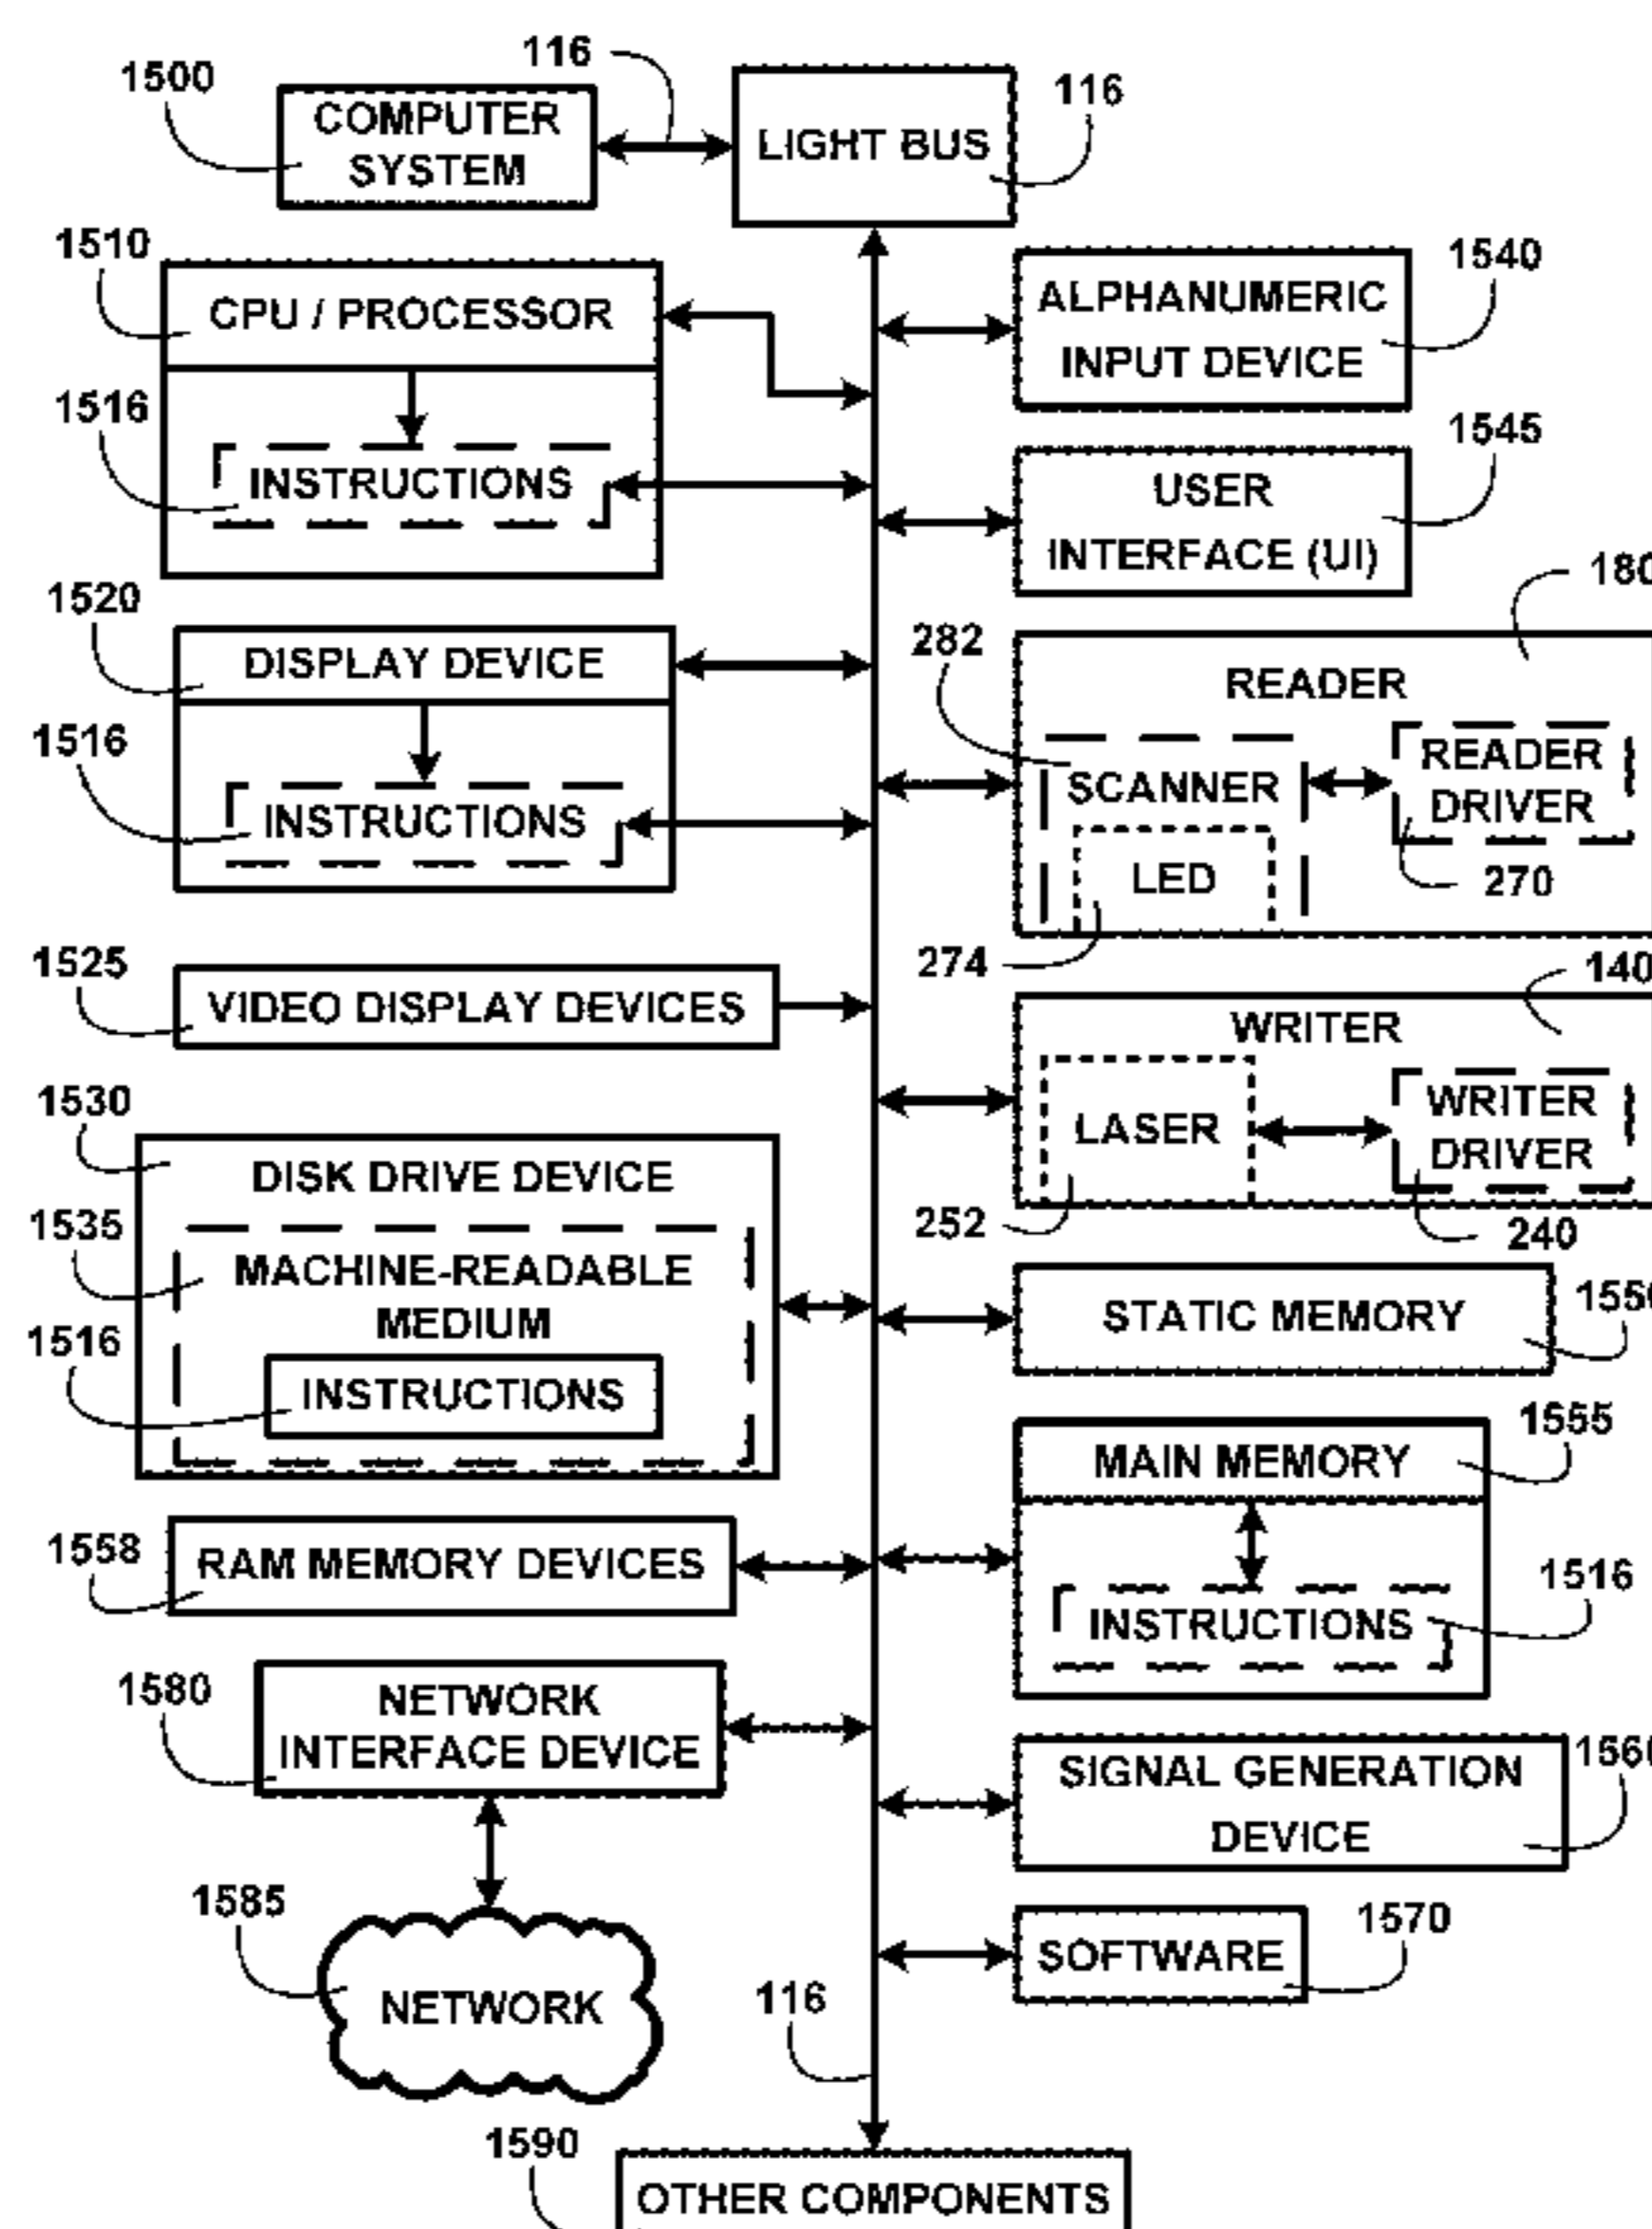 116
1500
COMPUTER
SYSTEM
LIGHT BUS
116
1510
CPU / PROCESSOR
1516
INSTRUCTIONS
1540
ALPHANUMERIC
INPUT DEVICE
1545
USER
INTERFACE (UI)
1520
DISPLAY DEVICE
1516
INSTRUCTIONS
180
282
READER
SCANNER
READER
DRIVER
LED
270
274
1525
VIDEO DISPLAY DEVICES
140
WRITER
LASER
WRITER
DRIVER
252
240
1530
DISK DRIVE DEVICE
1535
MACHINE-READABLE
MEDIUM
1516
INSTRUCTIONS
STATIC MEMORY
1555
MAIN MEMORY
1516
INSTRUCTIONS
1558
RAM MEMORY DEVICES
1580
NETWORK
INTERFACE DEVICE
SIGNAL GENERATION
DEVICE
1560
1585
NETWORK
1570
SOFTWARE
116
1590
OTHER COMPONENTS